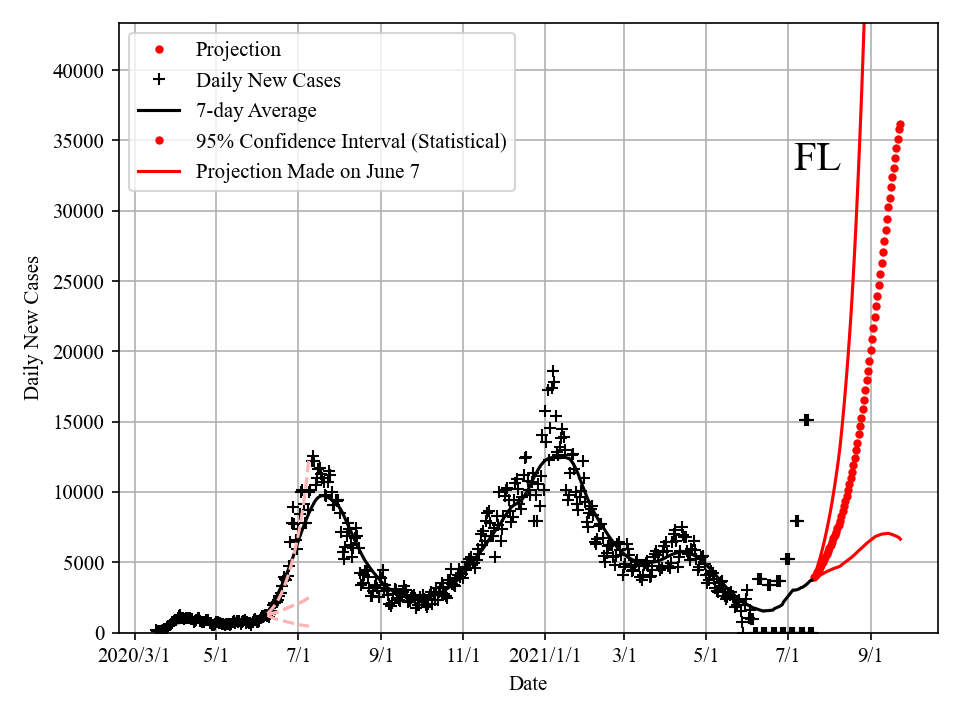 Projection
Daily New Cases
7-day Average
95% Confidence Interval (Statistical)
Projection Made on June 7
FL
40000
35000
30000
25000
20000
15000
10000
5000
0
Daily New Cases
2020/3/1 5/1 7/1 9/1 11/1 2021/1/1 3/1 5/1 7/1 9/1
Date